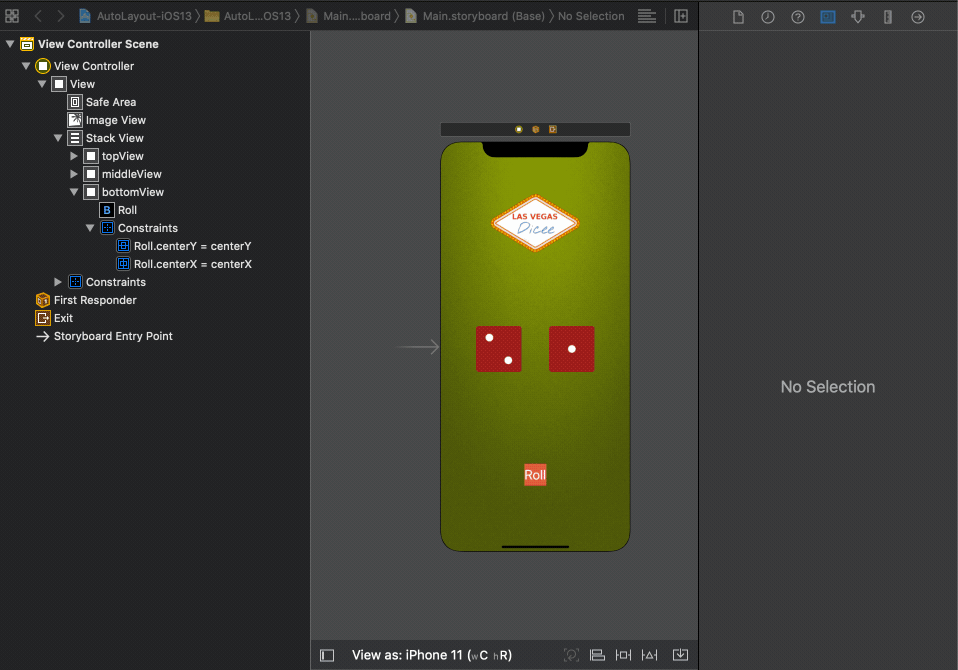 AutoLayout-iOS13 AutoL...OS13 Main....board Main.storyboard (Base) No Selection
View Controller Scene
View Controller
View
Safe Area
Image View
Stack View
topView
middleView
bottomView
B Roll
Constraints
Roll.centerY = centerY
Roll.centerX = centerX
Constraints
First Responder
Exit
Storyboard Entry Point
LAS VEGAS
Dicee
Roll
View as: iPhone 11 (wC hR)
No Selection